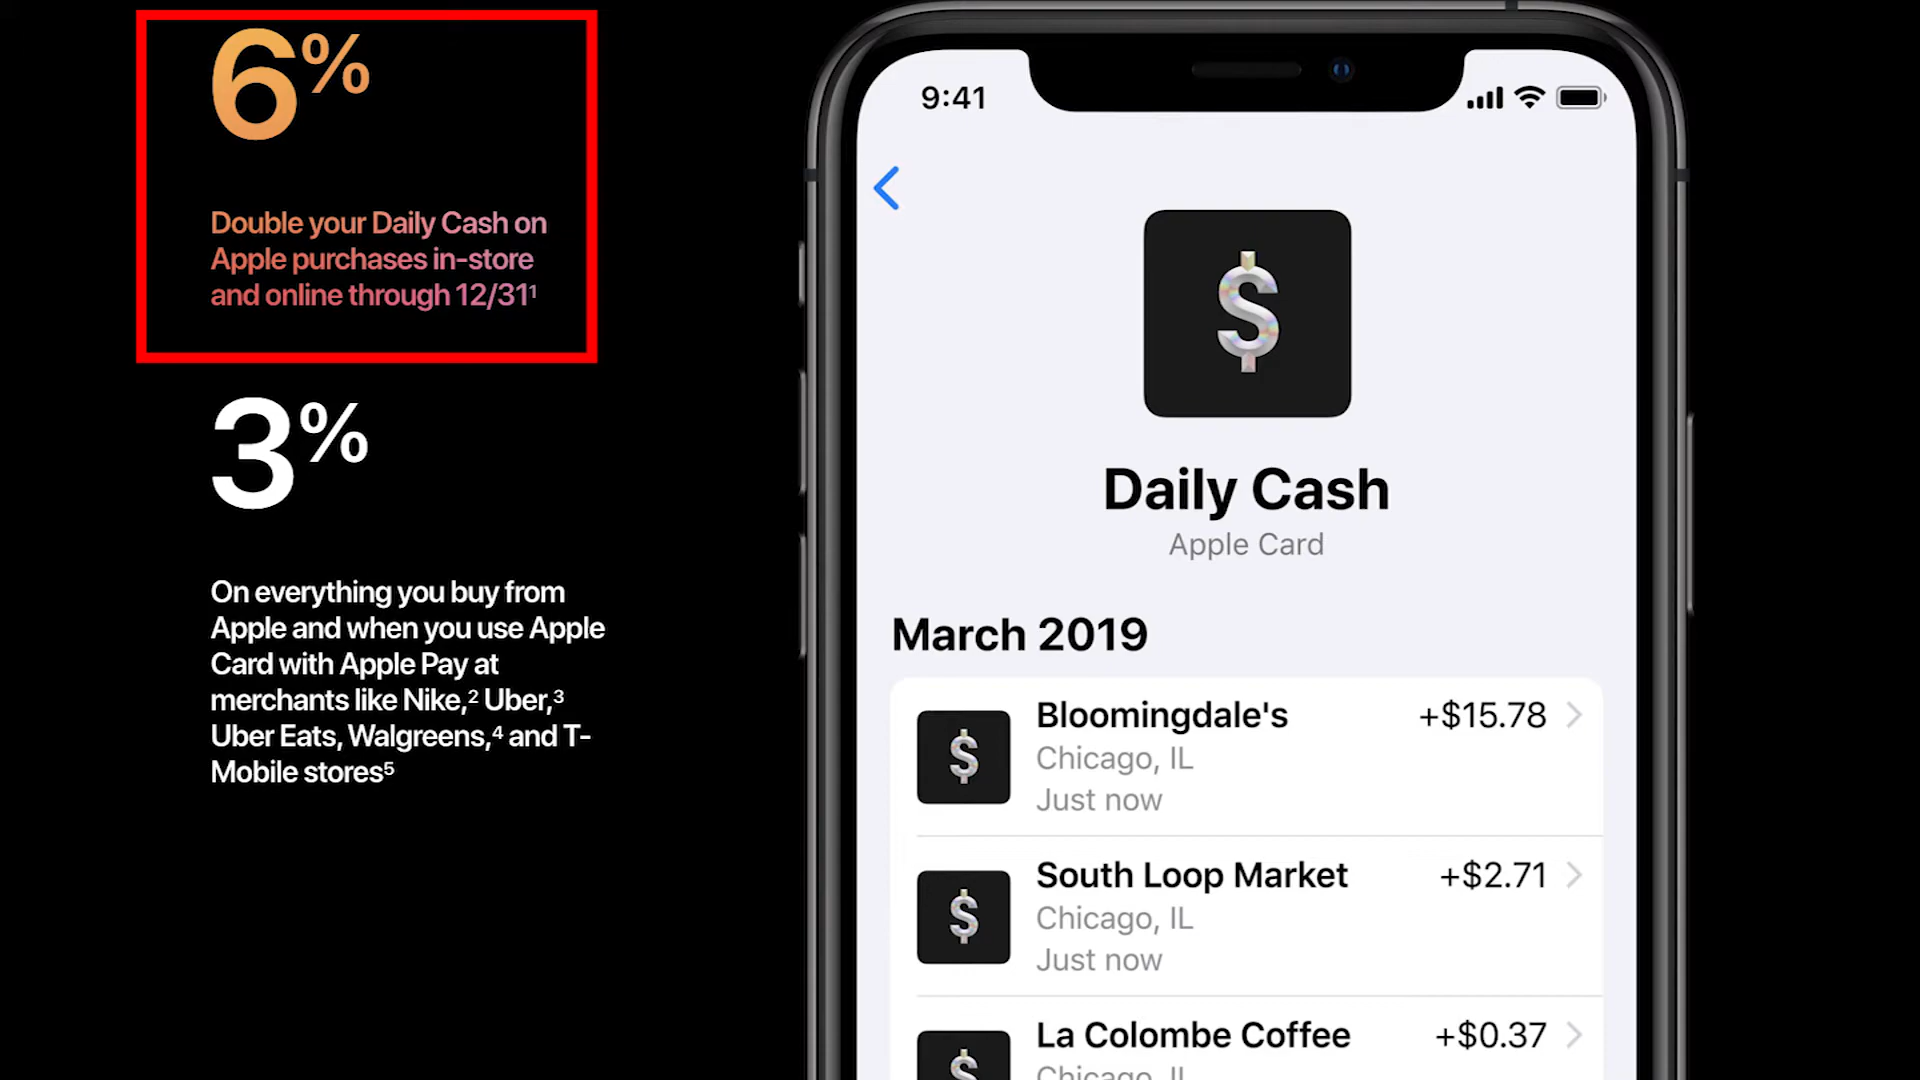 6%
Double your Daily Cash on
Apple purchases in-store
and online through 12/31¹
3%
On everything you buy from
Apple and when you use Apple
Card with Apple Pay at
merchants like Nike,² Uber,³
Uber Eats, Walgreens,⁴ and T-
Mobile stores⁵
9:41
$
Daily Cash
Apple Card
March 2019
$
Bloomingdale's +$15.78
Chicago, IL
Just now
$
South Loop Market +$2.71
Chicago, IL
Just now
$
La Colombe Coffee +$0.37
Chicago, IL